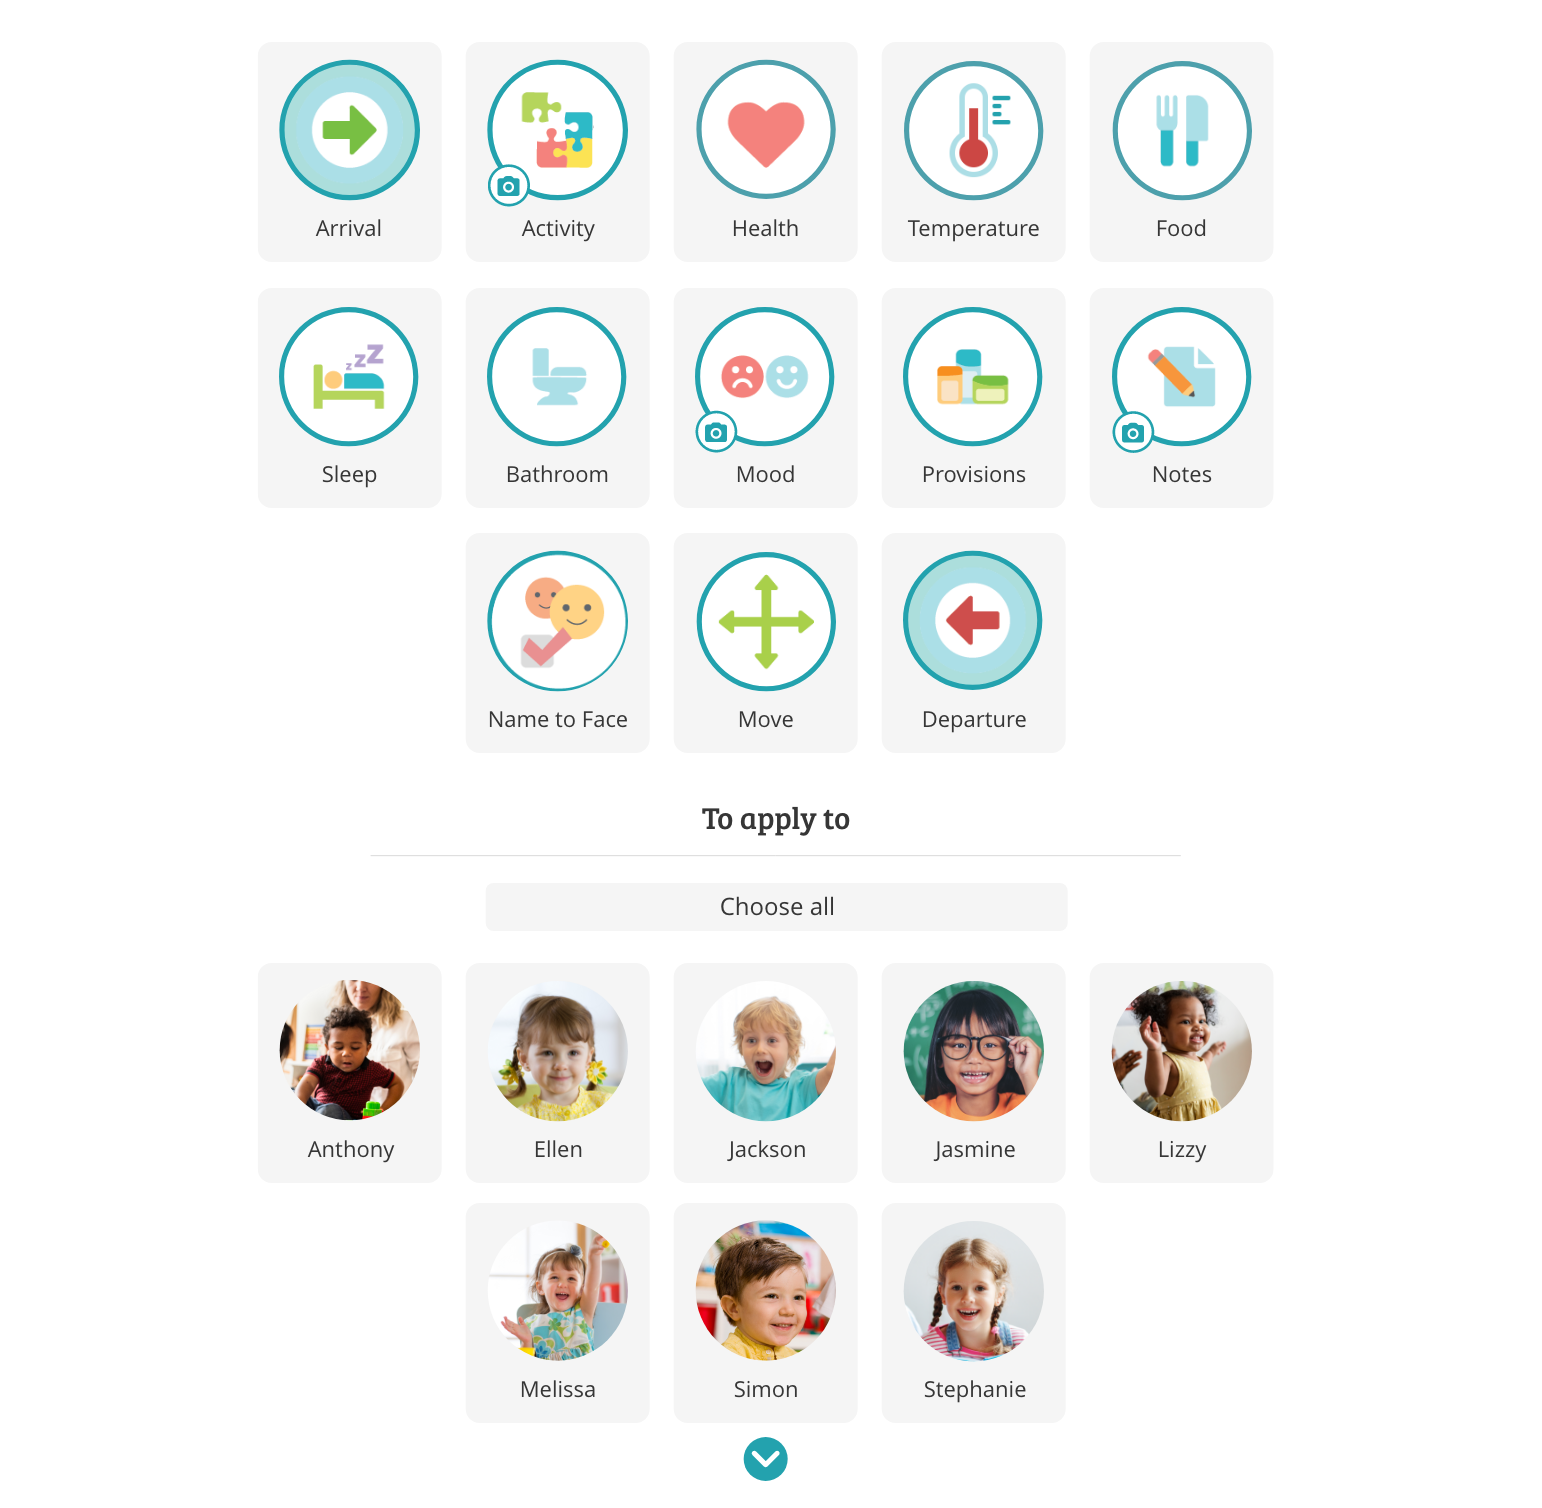 Arrival
Activity
Health
Temperature
Food
Sleep
Bathroom
Mood
Provisions
Notes
Name to Face
Move
Departure
To apply to
Choose all
Anthony
Ellen
Jackson
Jasmine
Lizzy
Melissa
Simon
Stephanie